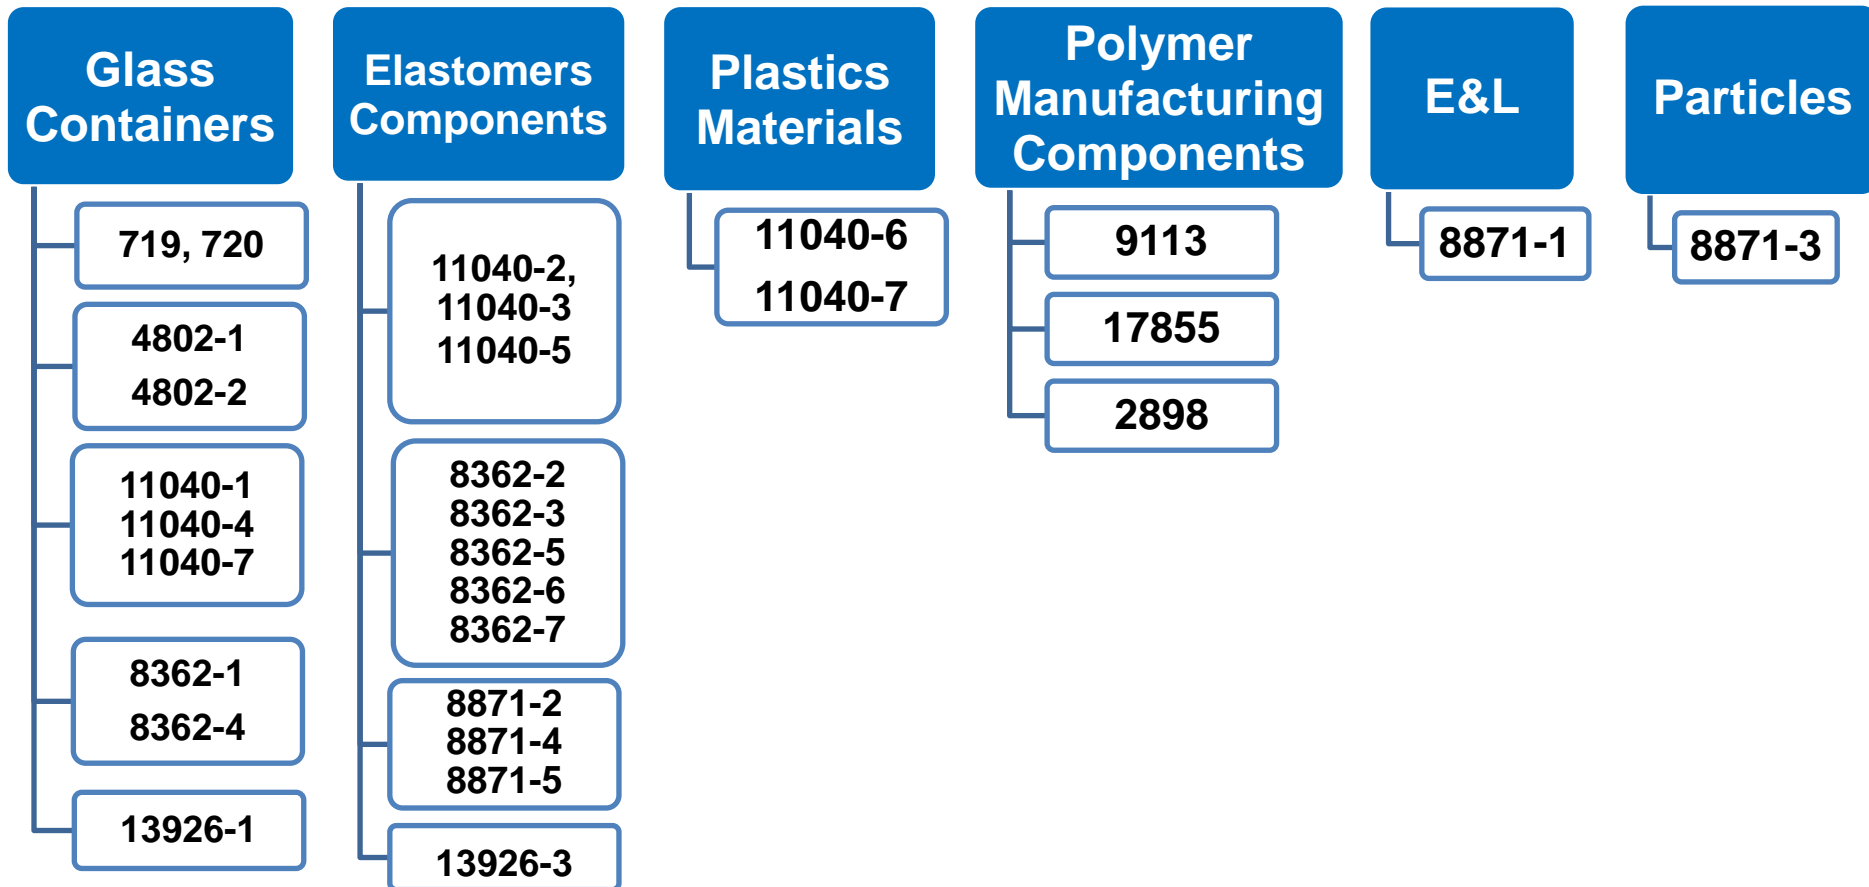 Glass
Containers
719, 720
4802-1
4802-2
11040-1
11040-4
11040-7
8362-1
8362-4
13926-1
Elastomers
Components
11040-2,
11040-3
11040-5
8362-2
8362-3
8362-5
8362-6
8362-7
8871-2
8871-4
8871-5
13926-3
Plastics
Materials
11040-6
11040-7
Polymer
Manufacturing
Components
9113
17855
2898
E&L
8871-1
Particles
8871-3